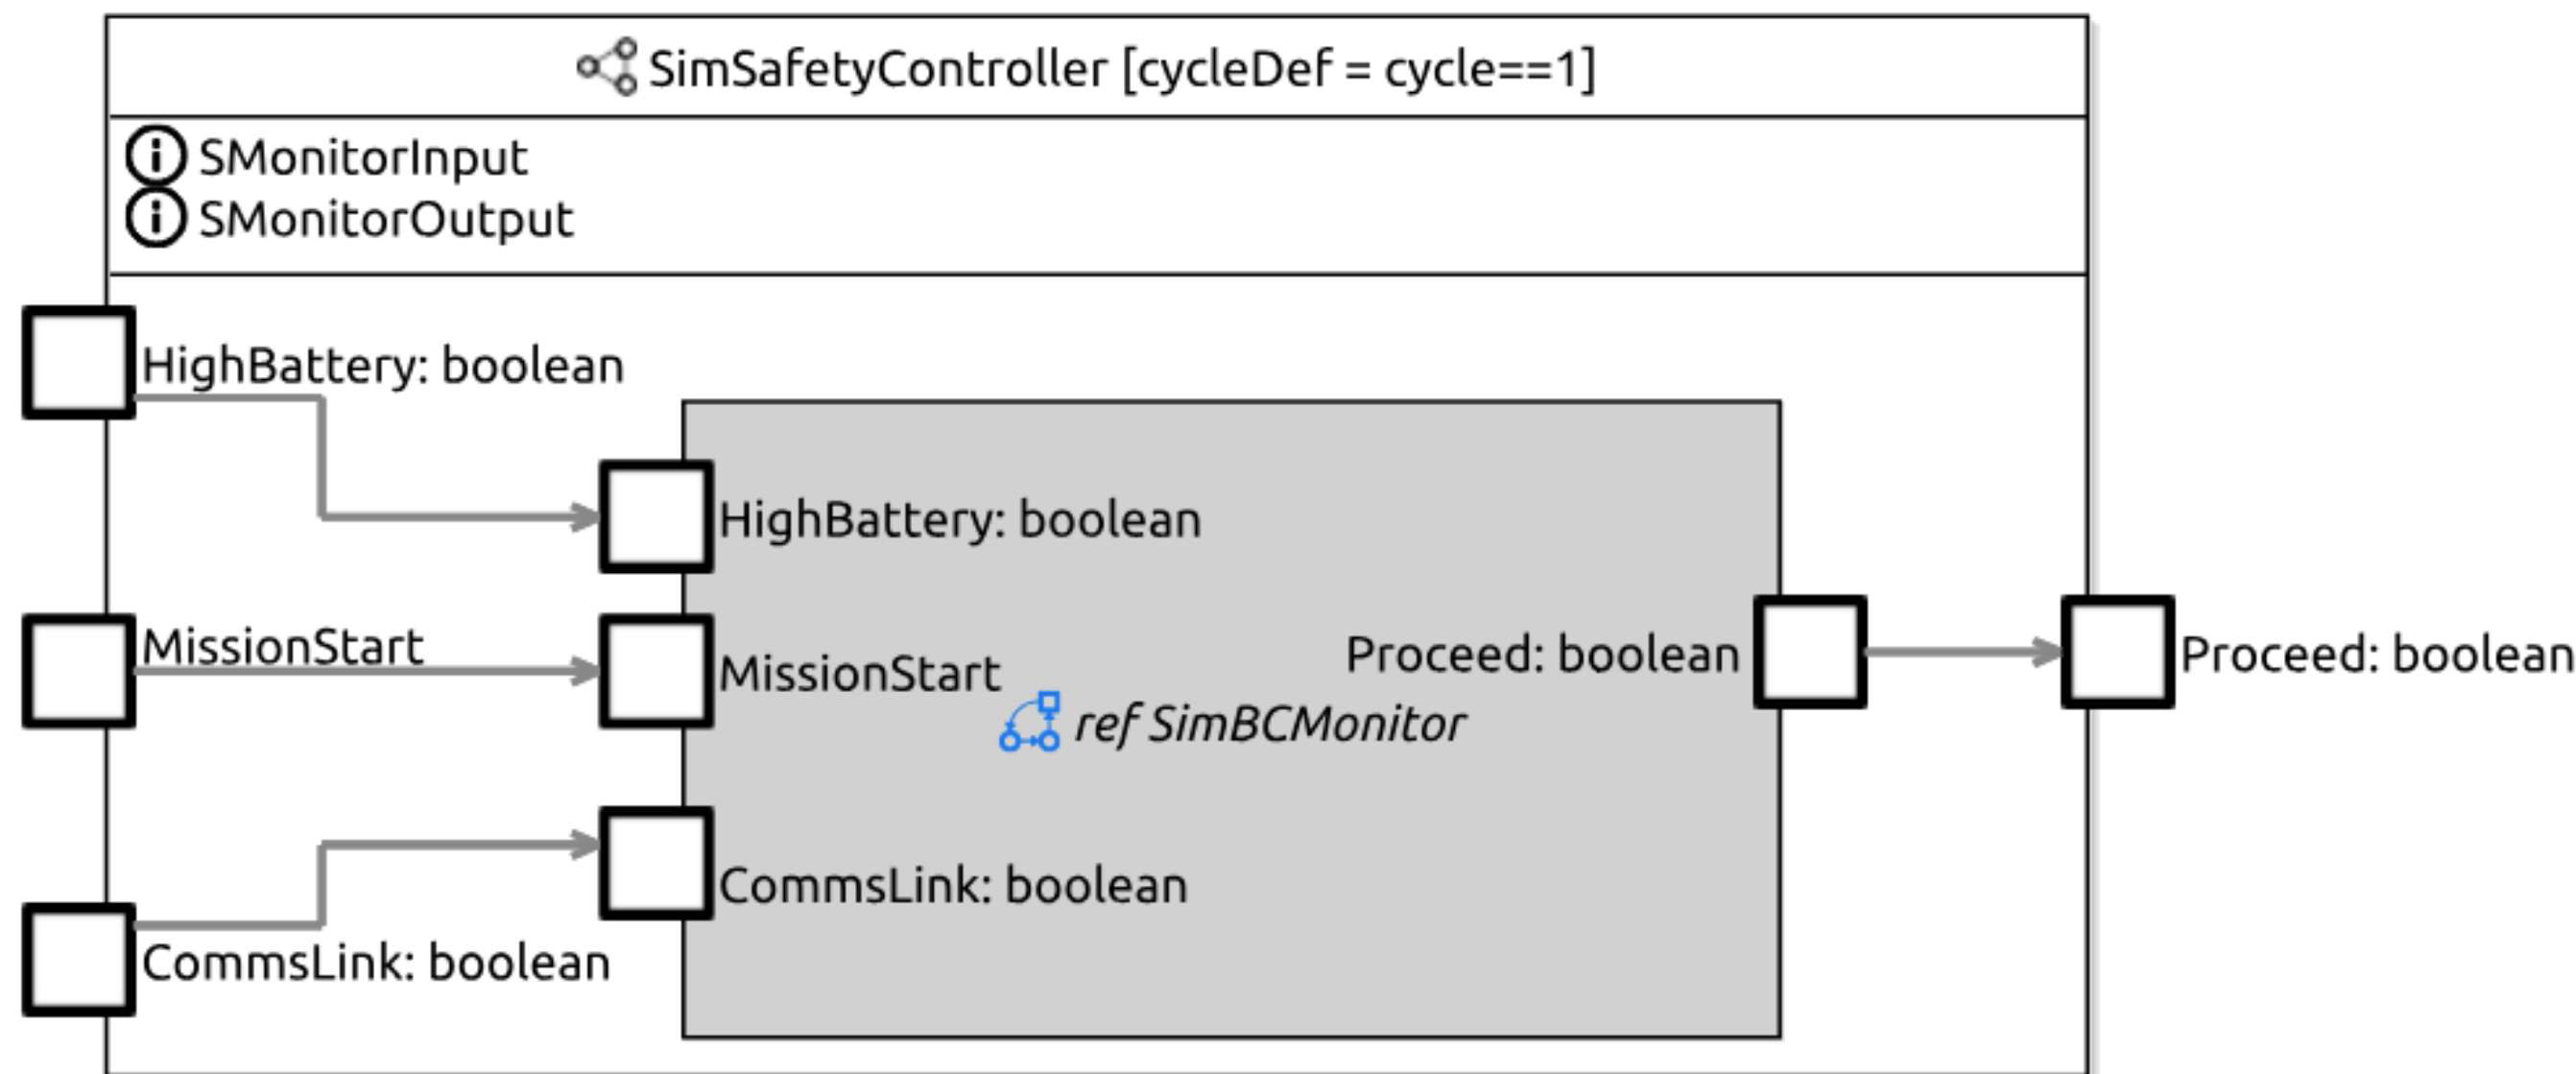 SimSafetyController [cycleDef = cycle==1]
SMonitorInput
SMonitorOutput
HighBattery: boolean
HighBattery: boolean
MissionStart
MissionStart
Proceed: boolean
Proceed: boolean
ref SimBCMonitor
CommsLink: boolean
CommsLink: boolean